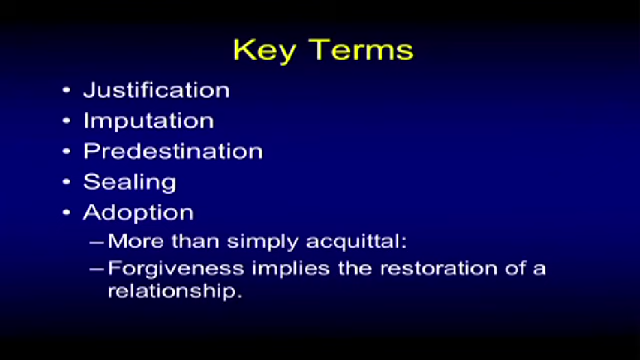 Key Terms
• Justification
• Imputation
• Predestination
• Sealing
• Adoption
–More than simply acquittal:
–Forgiveness implies the restoration of a
relationship.